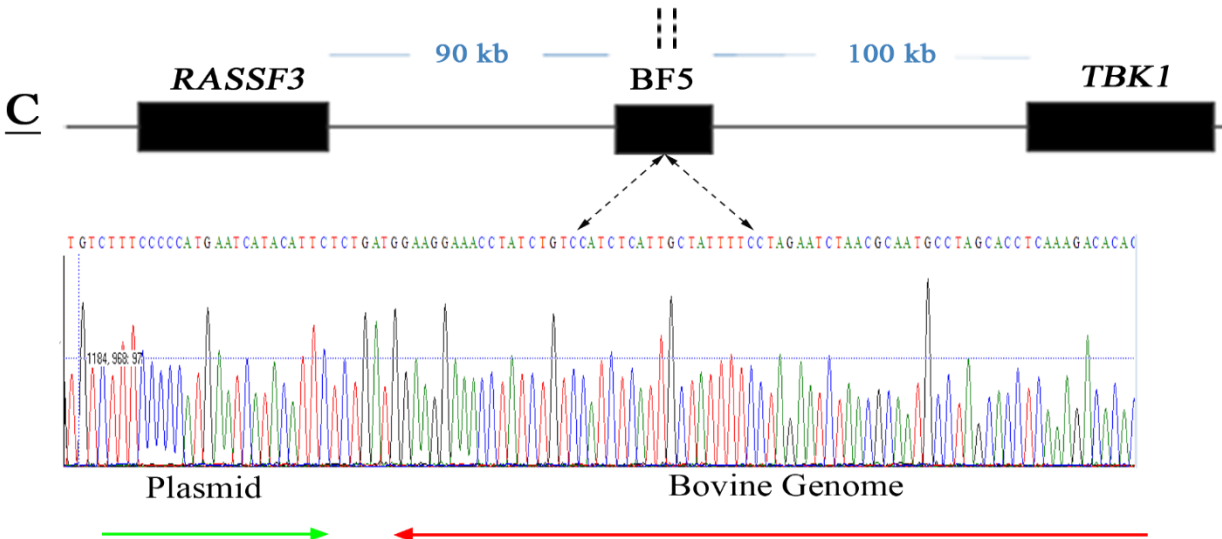 90 kb BF5 100 kb
RASSF3 TBK1
C
TGTCTTTCCCCCATGAATCATACATTCTCTGATGGAAGGAAACCTATCTGTCCATCTCATTGCTATTTTCCTAGAATCTAACGCAATGCCTAGCACCTCAAAGACACAC
1184, 968: 97
Plasmid Bovine Genome